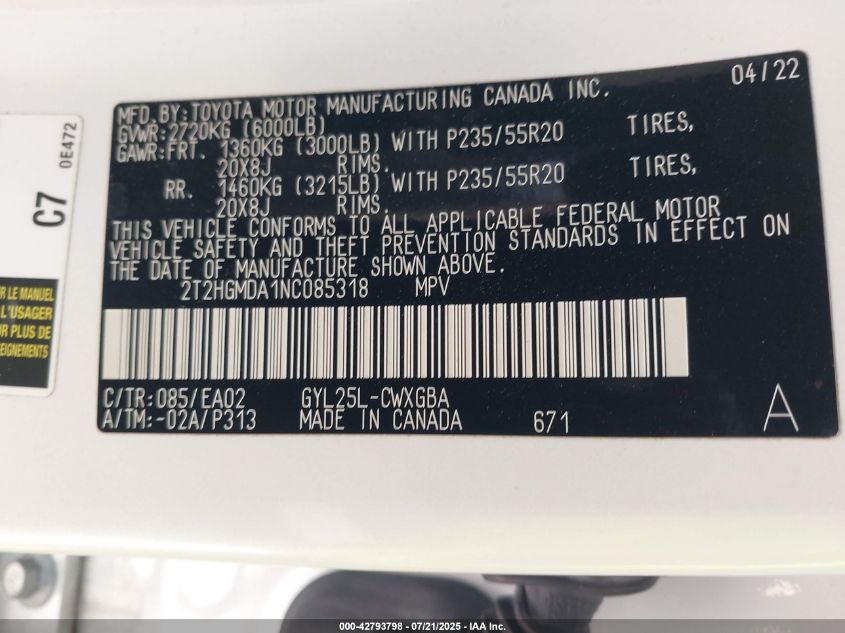 04/22
MFD.BY:TOYOTA MOTOR MANUFACTURING CANADA INC.
GVWR:2720KG (6000LB)
GAWR:FRT. 1360KG (3000LB) WITH P235/55R20 TIRES,
20X8J RIMS.
RR. 1460KG (3215LB) WITH P235/55R20 TIRES,
20X8J RIMS.
THIS VEHICLE CONFORMS TO ALL APPLICABLE FEDERAL MOTOR
VEHICLE SAFETY AND THEFT PREVENTION STANDARDS IN EFFECT ON
THE DATE OF MANUFACTURE SHOWN ABOVE.
2T2HGMDA1NC085318 MPV
C/TR:085/EA02 GYL25L-CWXGBA
A/TM:-02A/P313 MADE IN CANADA 671
A
C7
0E472
R LE MANUEL
L'USAGER
R PLUS DE
EIGNEMENTS
000-42793798 - 07/21/2025 - IAA Inc.